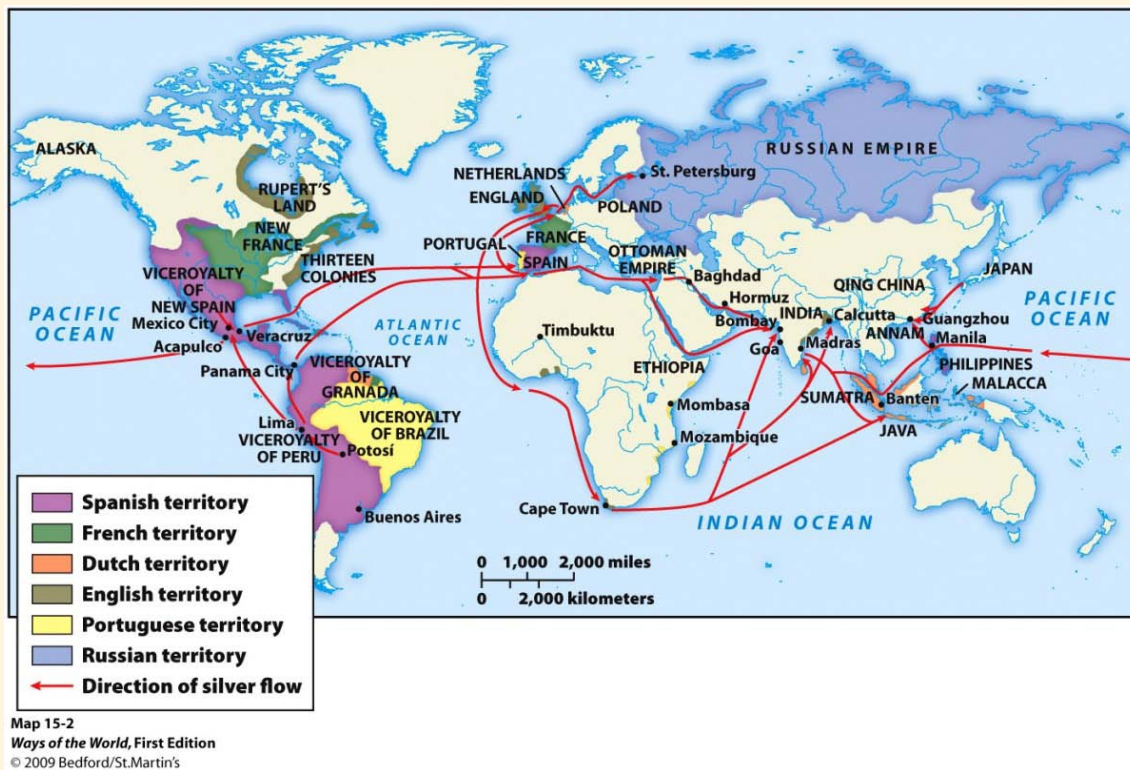 ALASKA
RUPERT'S
LAND
NEW
FRANCE
THIRTEEN
COLONIES
VICEROYALTY
OF
NEW SPAIN
Mexico City
Veracruz
Acapulco
Panama City
PACIFIC
OCEAN
ATLANTIC
OCEAN
VICEROYALTY
OF
GRANADA
VICEROYALTY
OF BRAZIL
Lima
VICEROYALTY
OF PERU
Potosí
Buenos Aires
NETHERLANDS
ENGLAND
St. Petersburg
POLAND
FRANCE
PORTUGAL
SPAIN
OTTOMAN
EMPIRE
RUSSIAN EMPIRE
Baghdad
Hormuz
Timbuktu
ETHIOPIA
Mombasa
Mozambique
Cape Town
INDIAN OCEAN
INDIA
Bombay
Goa
Calcutta
Madras
QING CHINA
JAPAN
Guangzhou
ANNAM
Manila
PHILIPPINES
MALACCA
SUMATRA
Banten
JAVA
PACIFIC
OCEAN
0 1,000 2,000 miles
0 2,000 kilometers
Spanish territory
French territory
Dutch territory
English territory
Portuguese territory
Russian territory
Direction of silver flow
Map 15-2
Ways of the World, First Edition
© 2009 Bedford/St.Martin's